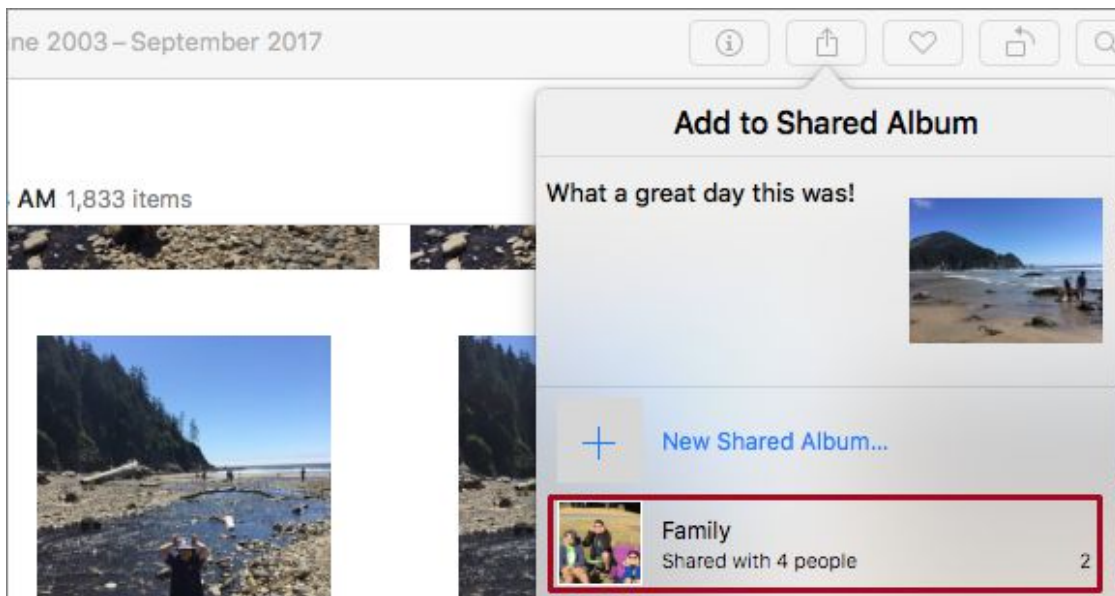 ne 2003 – September 2017
Add to Shared Album
AM 1,833 items
What a great day this was!
New Shared Album...
Family
Shared with 4 people
2